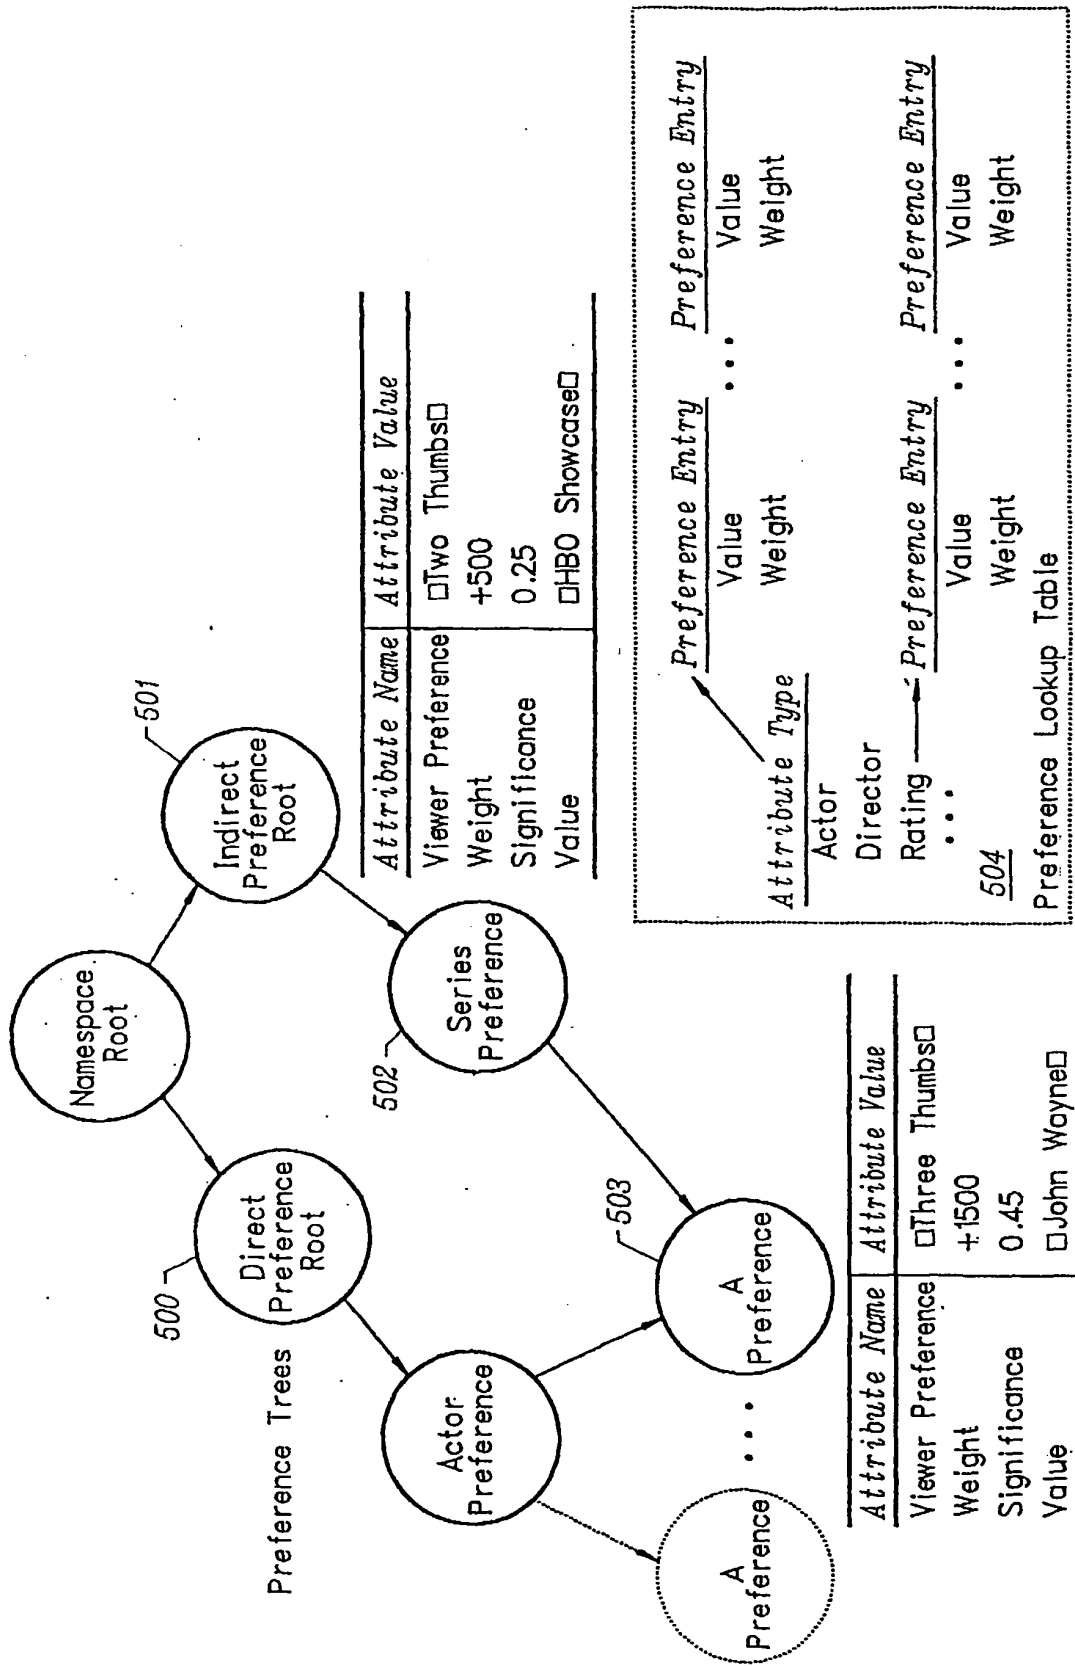 Preference Trees
Namespace
Root
500
Direct
Preference
Root
501
Indirect
Preference
Root
Actor
Preference
502
Series
Preference
A
Preference
503
A
Preference
Attribute Name Attribute Value
Viewer Preference □Two Thumbs□
Weight +500
Significance 0.25
Value □HBO Showcase□
Attribute Name Attribute Value
Viewer Preference □Three Thumbs□
Weight +1500
Significance 0.45
Value □John Wayne□
Attribute Type
Actor
Director
Rating
...
Preference Entry ... Preference Entry
Value Value
Weight Weight
Preference Entry ... Preference Entry
Value Value
Weight Weight
504
Preference Lookup Table